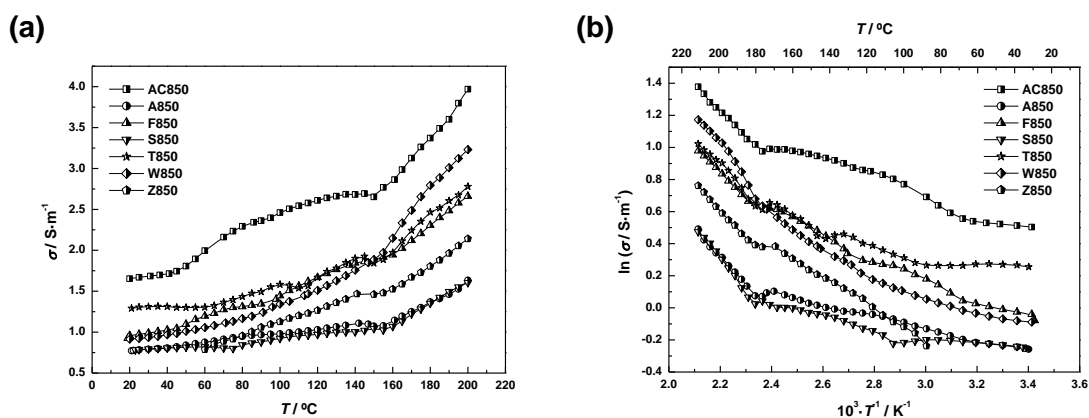 (a)
σ / S·m⁻¹
4.0
3.5
3.0
2.5
2.0
1.5
1.0
0.5
AC850
A850
F850
S850
T850
W850
Z850
0 20 40 60 80 100 120 140 160 180 200 220
T / ºC
(b)
T / ºC
220 200 180 160 140 120 100 80 60 40 20
ln (σ / S·m⁻¹)
1.4
1.2
1.0
0.8
0.6
0.4
0.2
0.0
-0.2
-0.4
AC850
A850
F850
S850
T850
W850
Z850
2.0 2.2 2.4 2.6 2.8 3.0 3.2 3.4 3.6
10³·T⁻¹ / K⁻¹